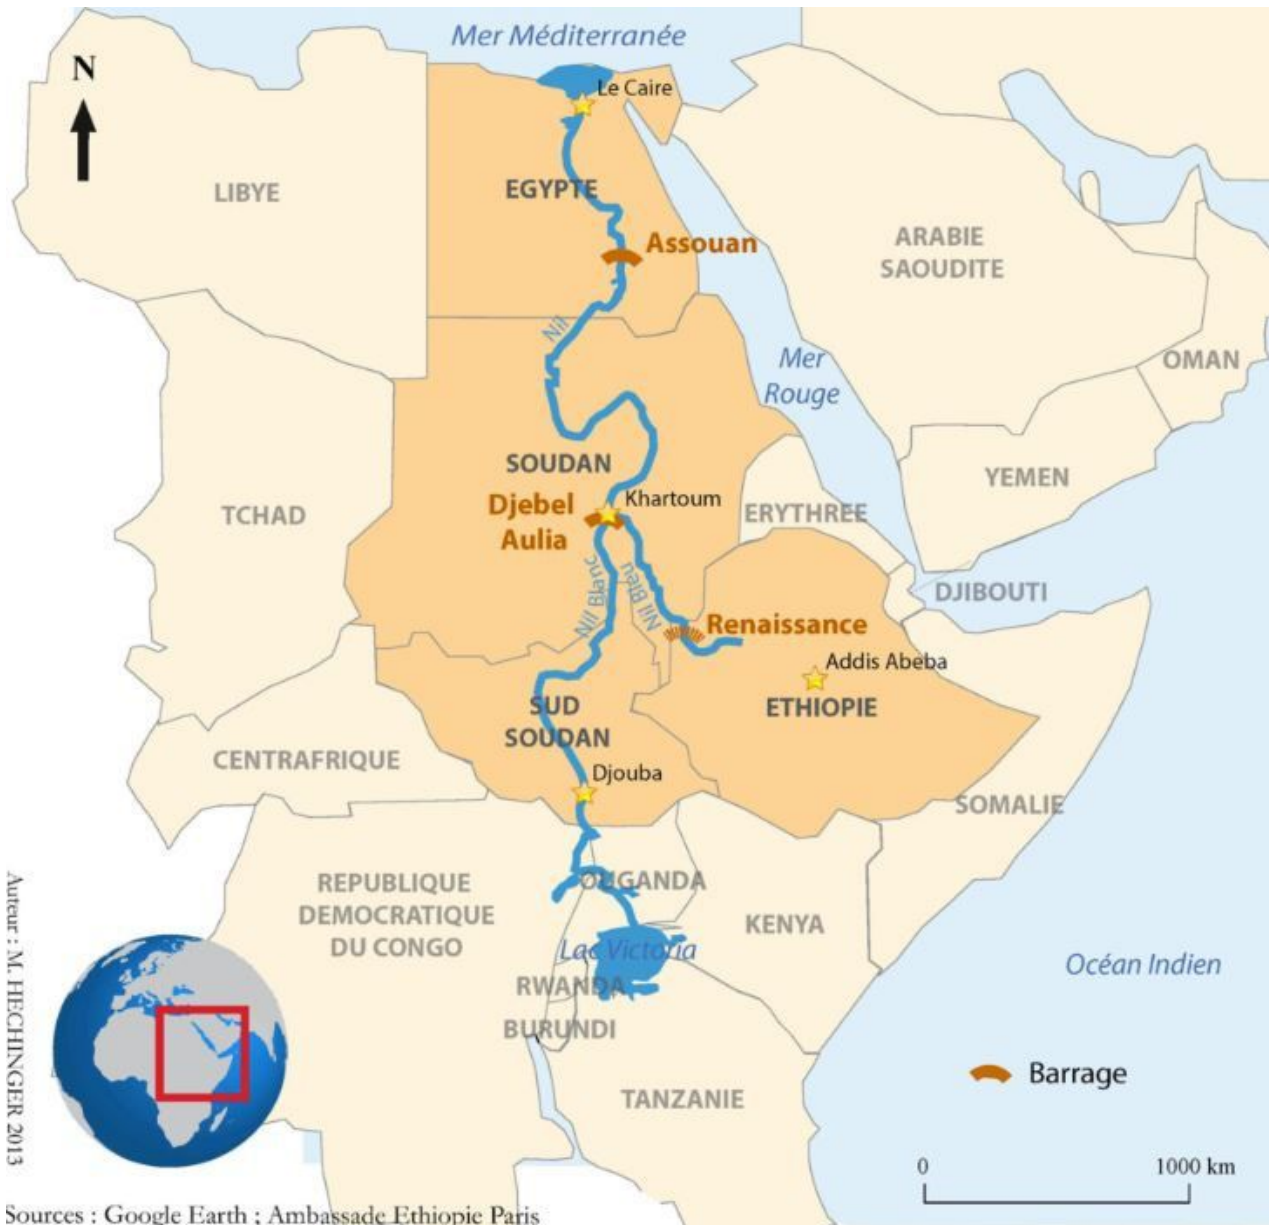 Mer Méditerranée
N
Le Caire
LIBYE
EGYPTE
Assouan
ARABIE
SAOUDITE
Nil
Mer
Rouge
OMAN
SOUDAN
YEMEN
Djebel
Aulia
Khartoum
TCHAD
ERYTHREE
Nil Blanc
Nil Bleu
DJIBOUTI
Renaissance
Addis Abeba
ETHIOPIE
SUD
SOUDAN
CENTRAFRIQUE
Djouba
SOMALIE
REPUBLIQUE
DEMOCRATIQUE
DU CONGO
OUGANDA
KENYA
Lac Victoria
Océan Indien
RWANDA
BURUNDI
Barrage
TANZANIE
0 1000 km
Auteur : M. HECHINGER 2013
Sources : Google Earth ; Ambassade Ethiopie Paris